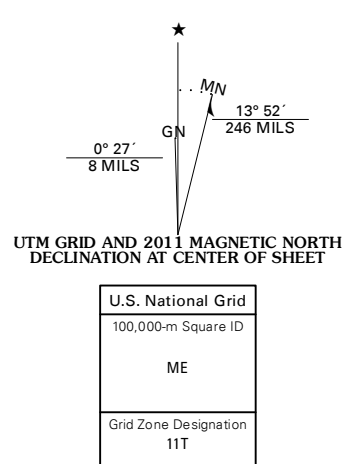 ★
MN
GN
13° 52´
246 MILS
0° 27´
8 MILS
UTM GRID AND 2011 MAGNETIC NORTH
DECLINATION AT CENTER OF SHEET
U.S. National Grid
100,000-m Square ID
ME
Grid Zone Designation
11T